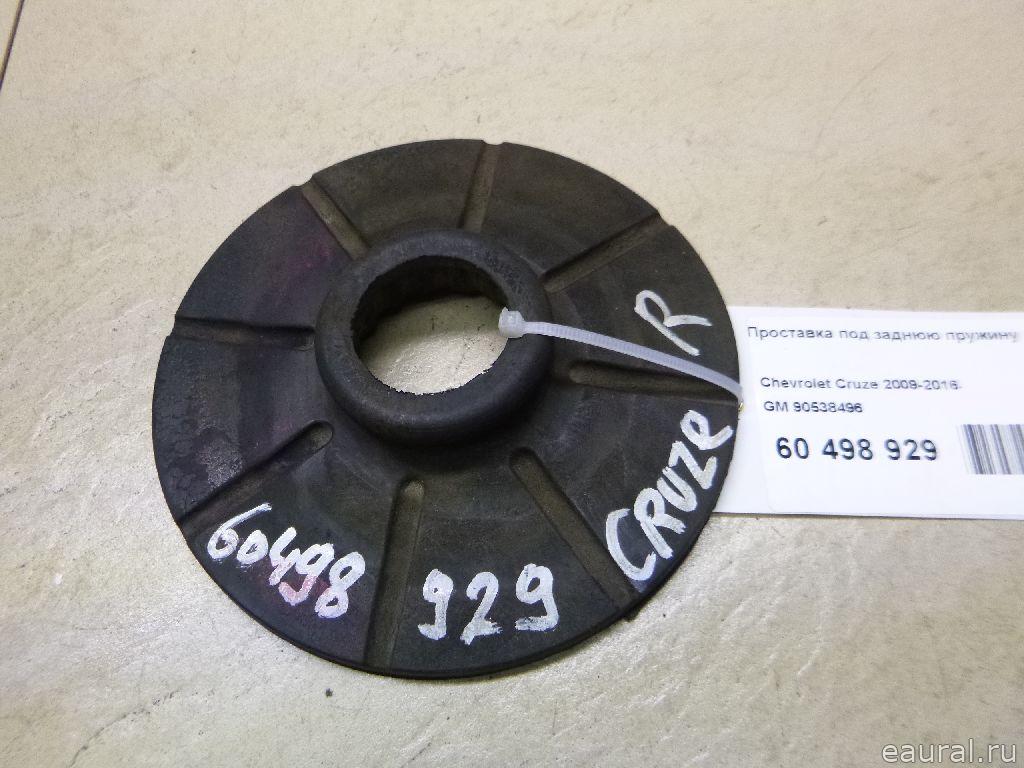 R
CRUZE
60498
929
Проставка под заднюю пружину
Chevrolet Cruze 2009-2016
GM 90538496
60 498 929
eaural.ru